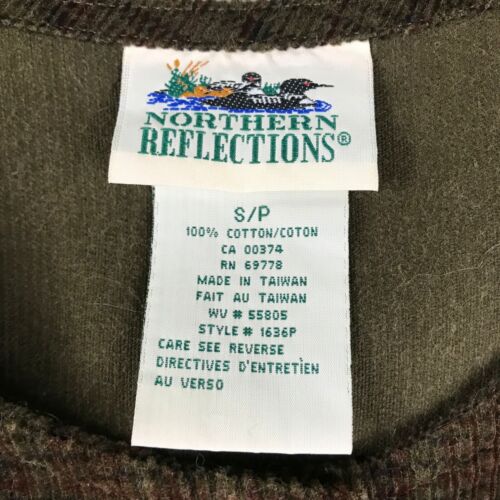 NORTHERN
REFLECTIONS®
S/P
100% COTTON/COTON
CA 00374
RN 69778
MADE IN TAIWAN
FAIT AU TAIWAN
WU # 55805
STYLE # 1636P
CARE SEE REVERSE
DIRECTIVES D'ENTRETIEN
AU VERSO